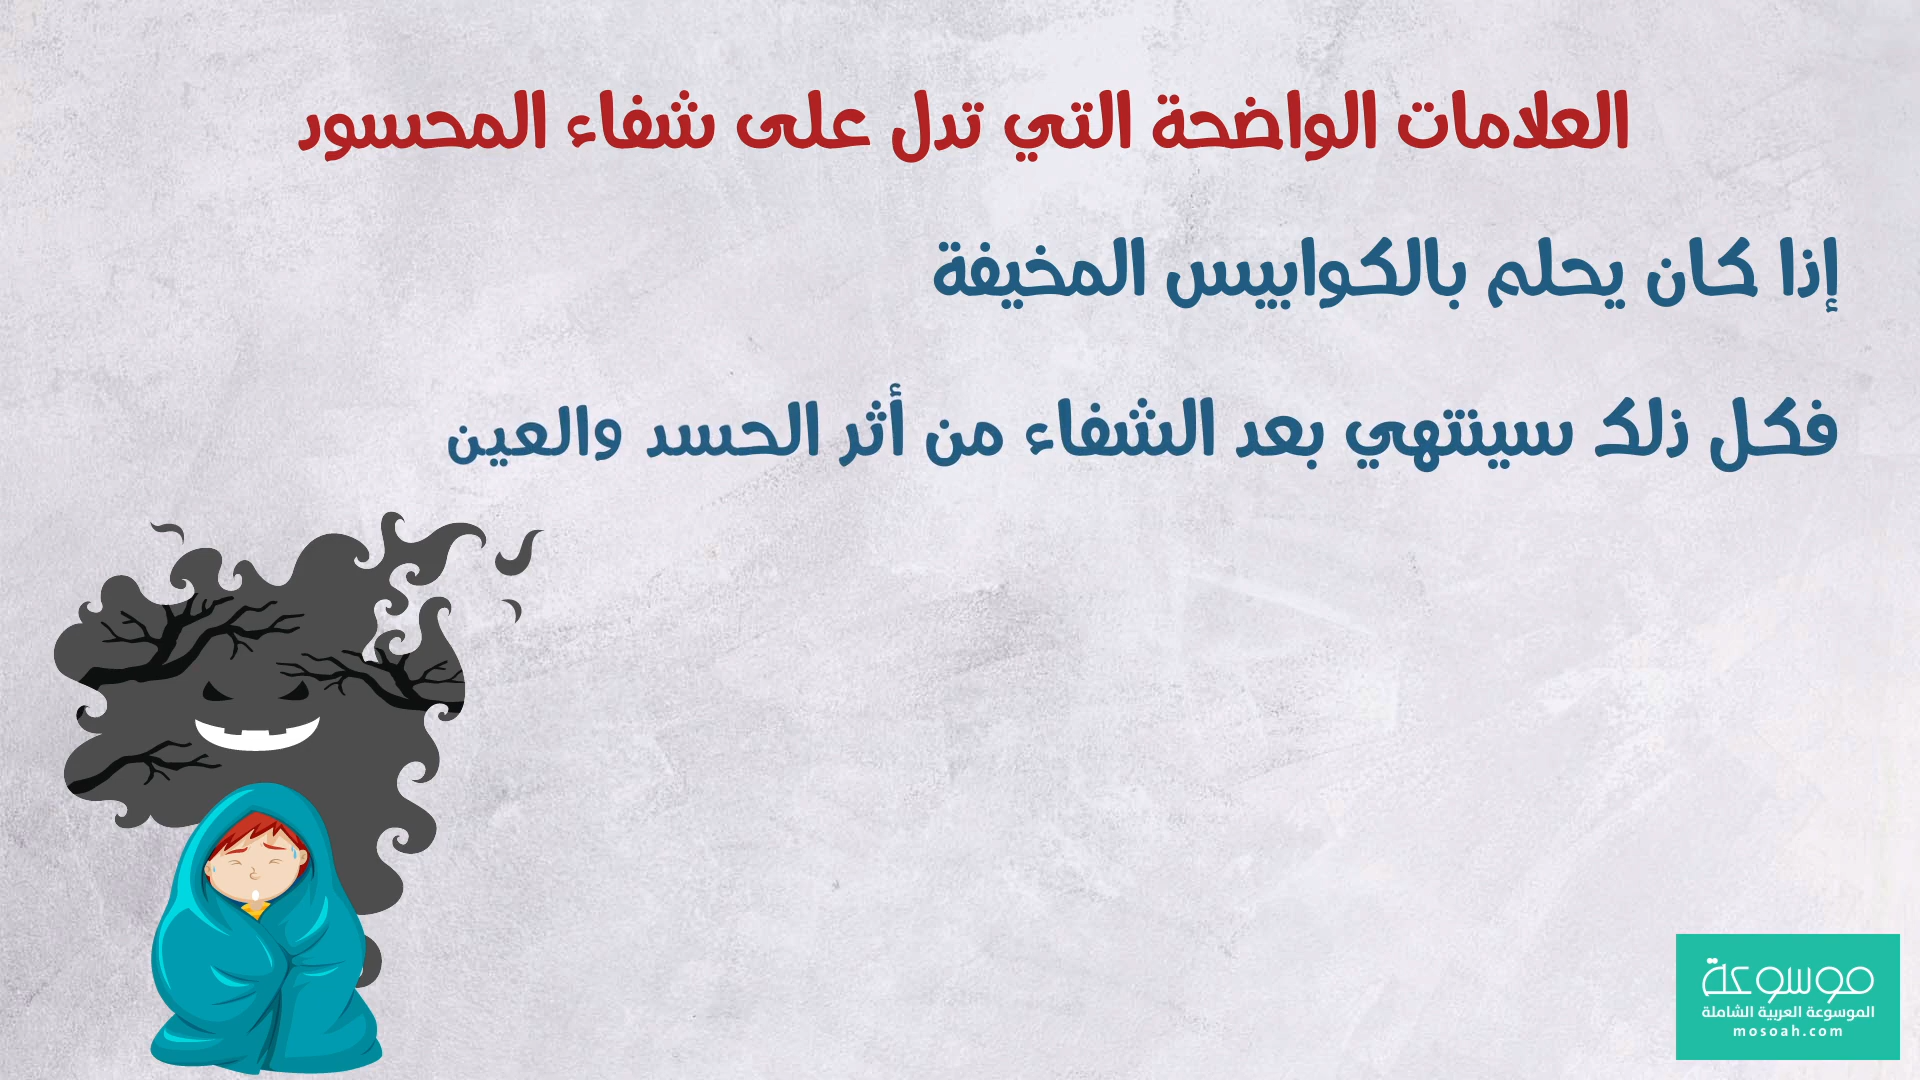 العلامات الواضحة التي تدل على شفاء المحسود
إذا كان يحلم بالكوابيس المخيفة
فكل ذلك سينتهي بعد الشفاء من أثر الحسد والعين
موسوعة
الموسوعة العربية الشاملة
mosoah.com